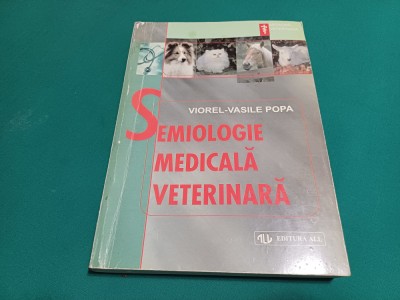 VIOREL-VASILE POPA
SEMIOLOGIE
MEDICALĂ
VETERINARĂ
EDITURA ALL